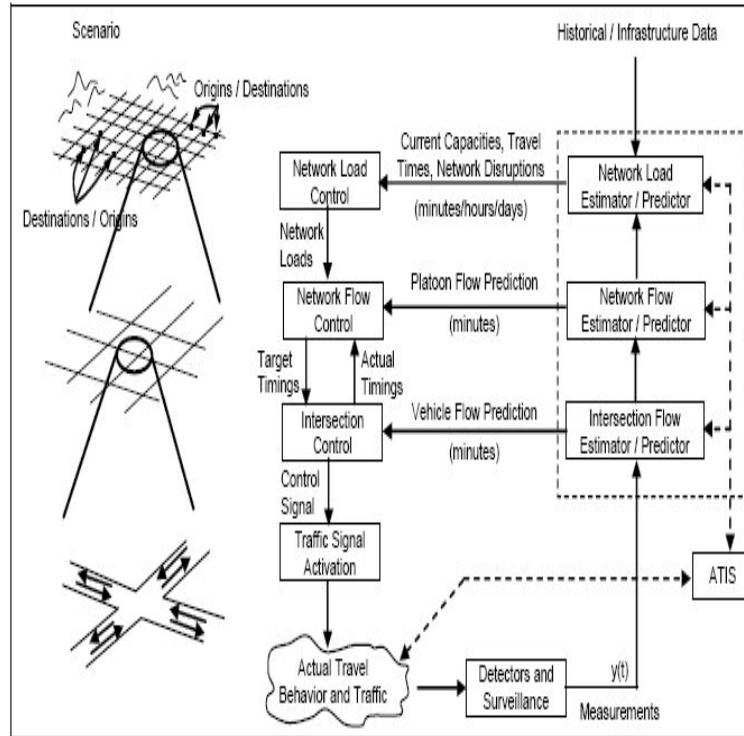 Scenario
Historical / Infrastructure Data
Origins / Destinations
Destinations / Origins
Network Load
Control
Current Capacities, Travel
Times, Network Disruptions
(minutes/hours/days)
Network Load
Estimator / Predictor
Network
Loads
Network Flow
Control
Platoon Flow Prediction
(minutes)
Network Flow
Estimator / Predictor
Target
Timings
Actual
Timings
Intersection
Control
Vehicle Flow Prediction
(minutes)
Intersection Flow
Estimator / Predictor
Control
Signal
Traffic Signal
Activation
ATIS
Actual Travel
Behavior and Traffic
Detectors and
Surveillance
y(t)
Measurements